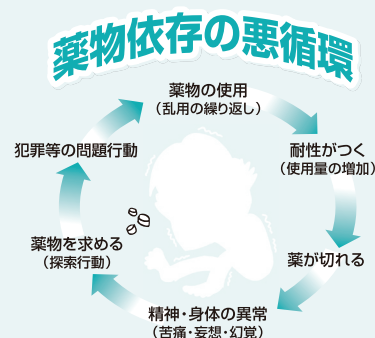 薬物依存の悪循環
薬物の使用
（乱用の繰り返し）
耐性がつく
（使用量の増加）
薬が切れる
精神・身体の異常
（苦痛・妄想・幻覚）
薬物を求める
（探索行動）
犯罪等の問題行動